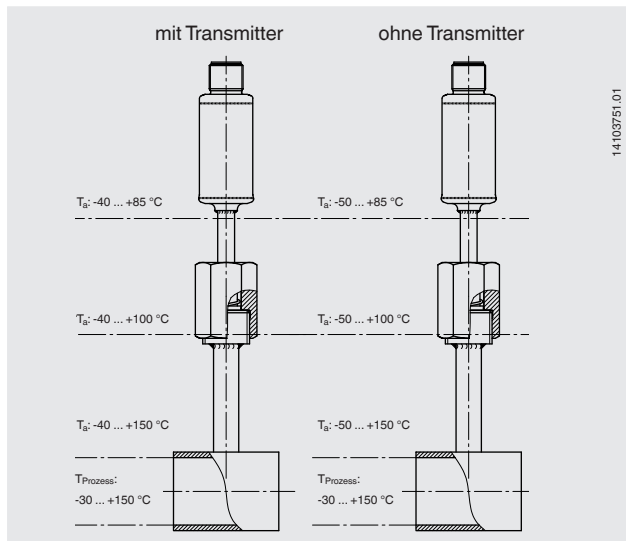 mit Transmitter
ohne Transmitter
14103751.01
Ta: -40 ... +85 °C
Ta: -50 ... +85 °C
Ta: -40 ... +100 °C
Ta: -50 ... +100 °C
Ta: -40 ... +150 °C
Ta: -50 ... +150 °C
TProzess:
-30 ... +150 °C
TProzess:
-30 ... +150 °C